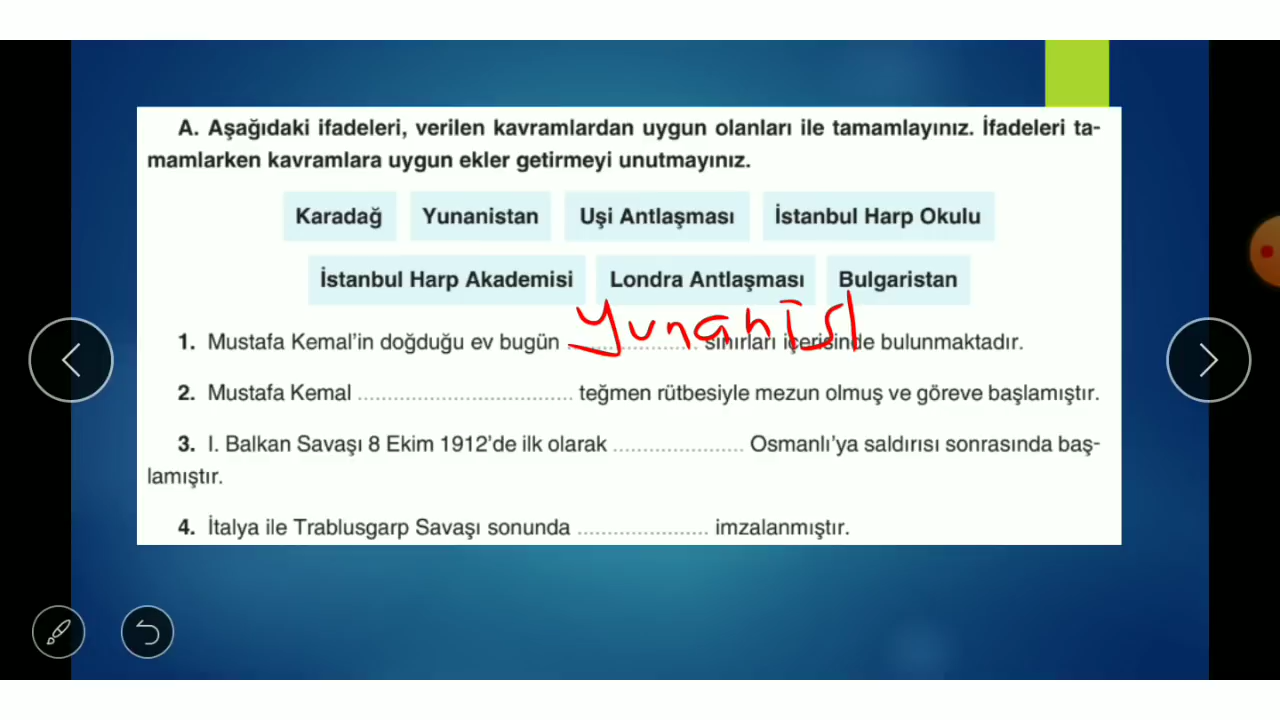 A. Aşağıdaki ifadeleri, verilen kavramlardan uygun olanları ile tamamlayınız. İfadeleri ta-
mamlarken kavramlara uygun ekler getirmeyi unutmayınız.
Karadağ Yunanistan Uşi Antlaşması İstanbul Harp Okulu
İstanbul Harp Akademisi Londra Antlaşması Bulgaristan
Yunanist
1. Mustafa Kemal'in doğduğu ev bugün ...................... sınırları içerisinde bulunmaktadır.
2. Mustafa Kemal .................................... teğmen rütbesiyle mezun olmuş ve göreve başlamıştır.
3. I. Balkan Savaşı 8 Ekim 1912'de ilk olarak ...................... Osmanlı'ya saldırısı sonrasında baş-
lamıştır.
4. İtalya ile Trablusgarp Savaşı sonunda ...................... imzalanmıştır.